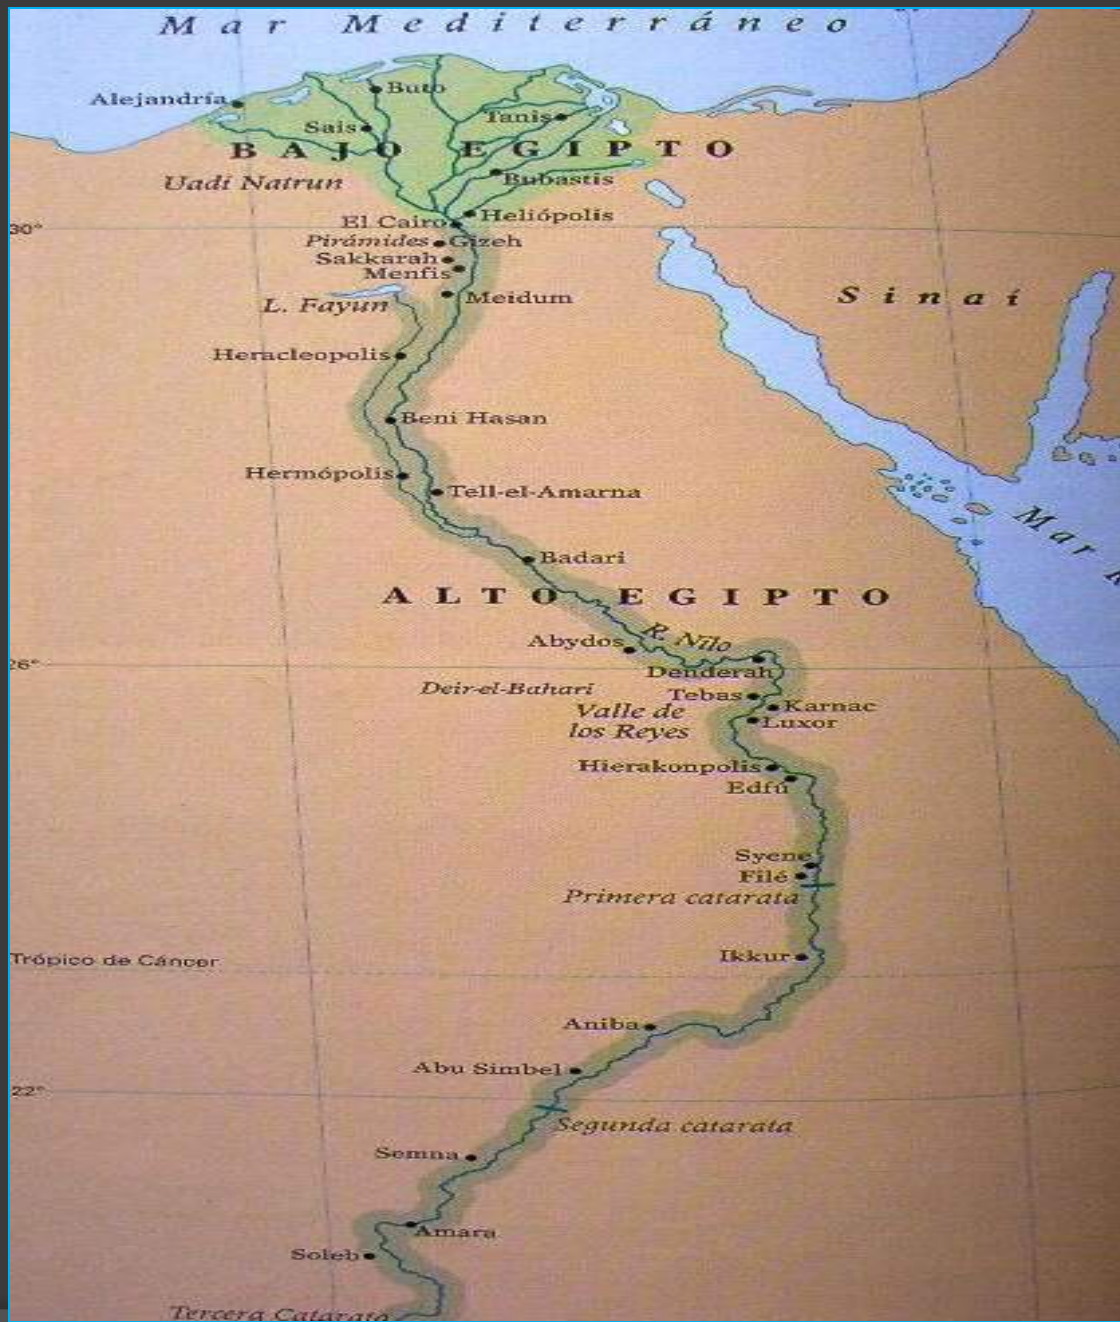 Mar Mediterráneo
Alejandría
Buto
Sais
Tanis
BAJO EGIPTO
Uadi Natrun
Bubastis
Heliópolis
El Cairo
30°
Pirámides
Gizeh
Sakkarah
Menfis
Sinaí
L. Fayun
Meidum
Heracleopolis
Beni Hasan
Hermópolis
Tell-el-Amarna
Mar
Badari
ALTO EGIPTO
R. Nilo
Abydos
26°
Denderah
Deir-el-Bahari
Tebas
Karnac
Valle de
los Reyes
Luxor
Hierakonpolis
Edfú
Syene
Filé
Primera catarata
Trópico de Cáncer
Ikkur
Aniba
Abu Simbel
22°
Segunda catarata
Semna
Amara
Soleb
Tercera Catarata